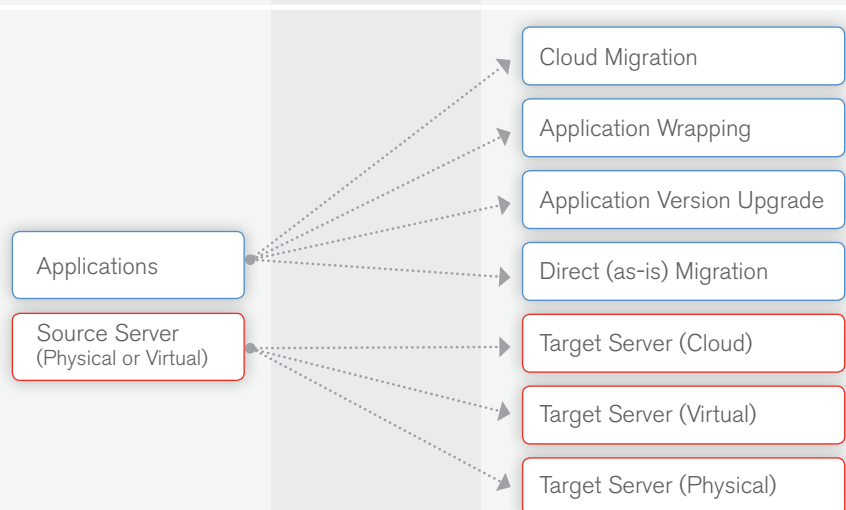 Applications
Source Server
(Physical or Virtual)
Cloud Migration
Application Wrapping
Application Version Upgrade
Direct (as-is) Migration
Target Server (Cloud)
Target Server (Virtual)
Target Server (Physical)